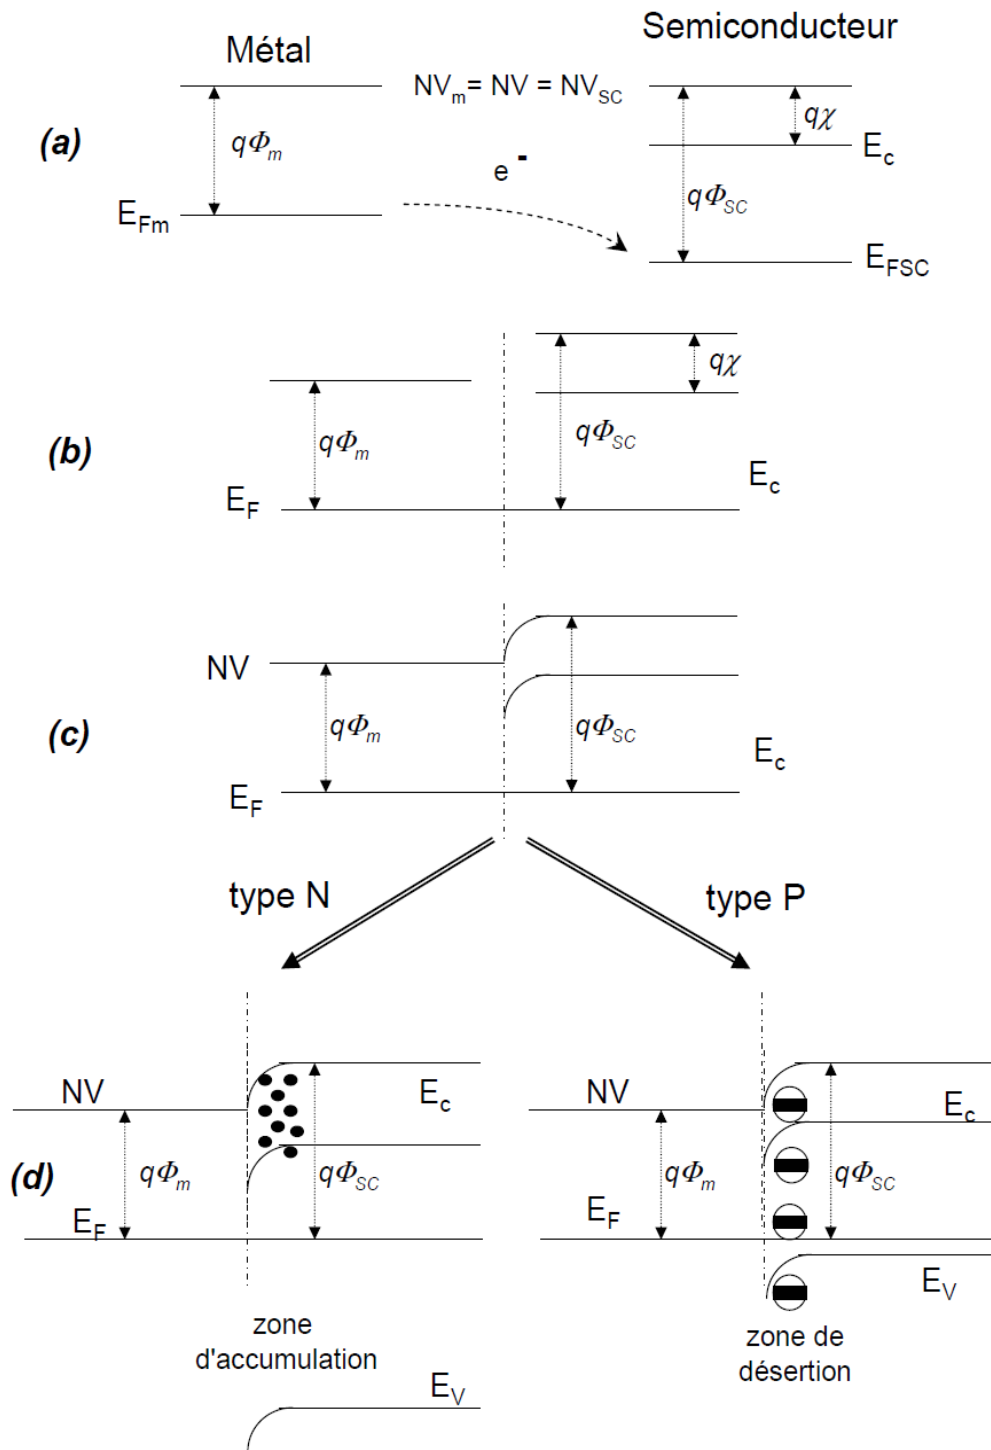 Métal
Semiconducteur
NVm= NV = NVSC
(a)
qΦm
e-
qχ
Ec
qΦSC
EFm
EFSC
(b)
qΦm
qΦSC
qχ
Ec
EF
NV
(c)
qΦm
qΦSC
Ec
EF
type N
type P
NV
Ec
NV
Ec
(d)
qΦm
qΦSC
qΦm
qΦSC
EF
EF
EV
zone
d'accumulation
zone de
désertion
EV